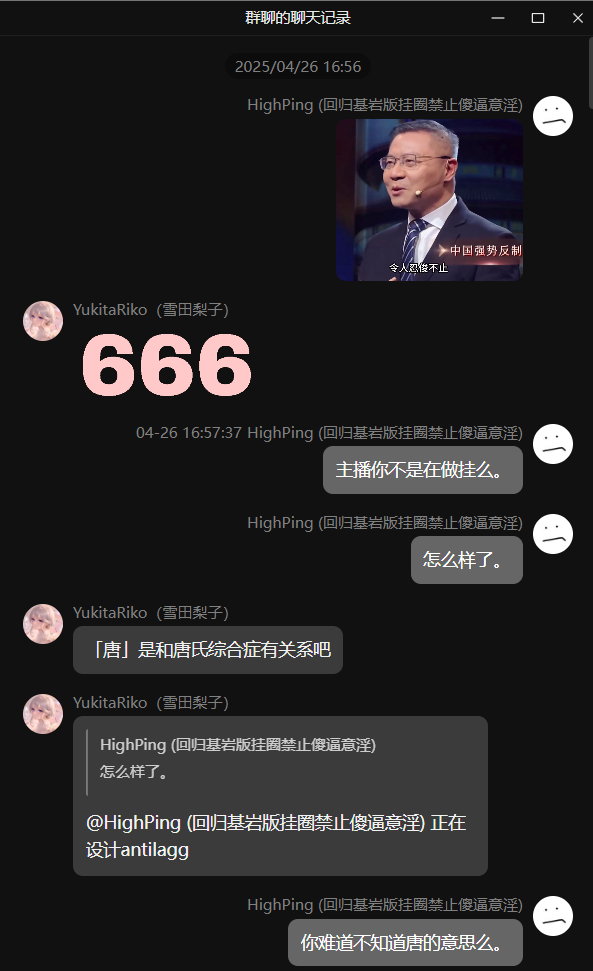 群聊的聊天记录
2025/04/26 16:56
HighPing (回归基岩版挂圈禁止傻逼意淫)
中国强势反制
令人忍俊不止
YukitaRiko（雪田梨子）
666
04-26 16:57:37 HighPing (回归基岩版挂圈禁止傻逼意淫)
主播你不是在做挂么。
HighPing (回归基岩版挂圈禁止傻逼意淫)
怎么样了。
YukitaRiko（雪田梨子）
「唐」是和唐氏综合症有关系吧
YukitaRiko（雪田梨子）
HighPing (回归基岩版挂圈禁止傻逼意淫)
怎么样了。
@HighPing (回归基岩版挂圈禁止傻逼意淫) 正在
设计antilagg
HighPing (回归基岩版挂圈禁止傻逼意淫)
你难道不知道唐的意思么。